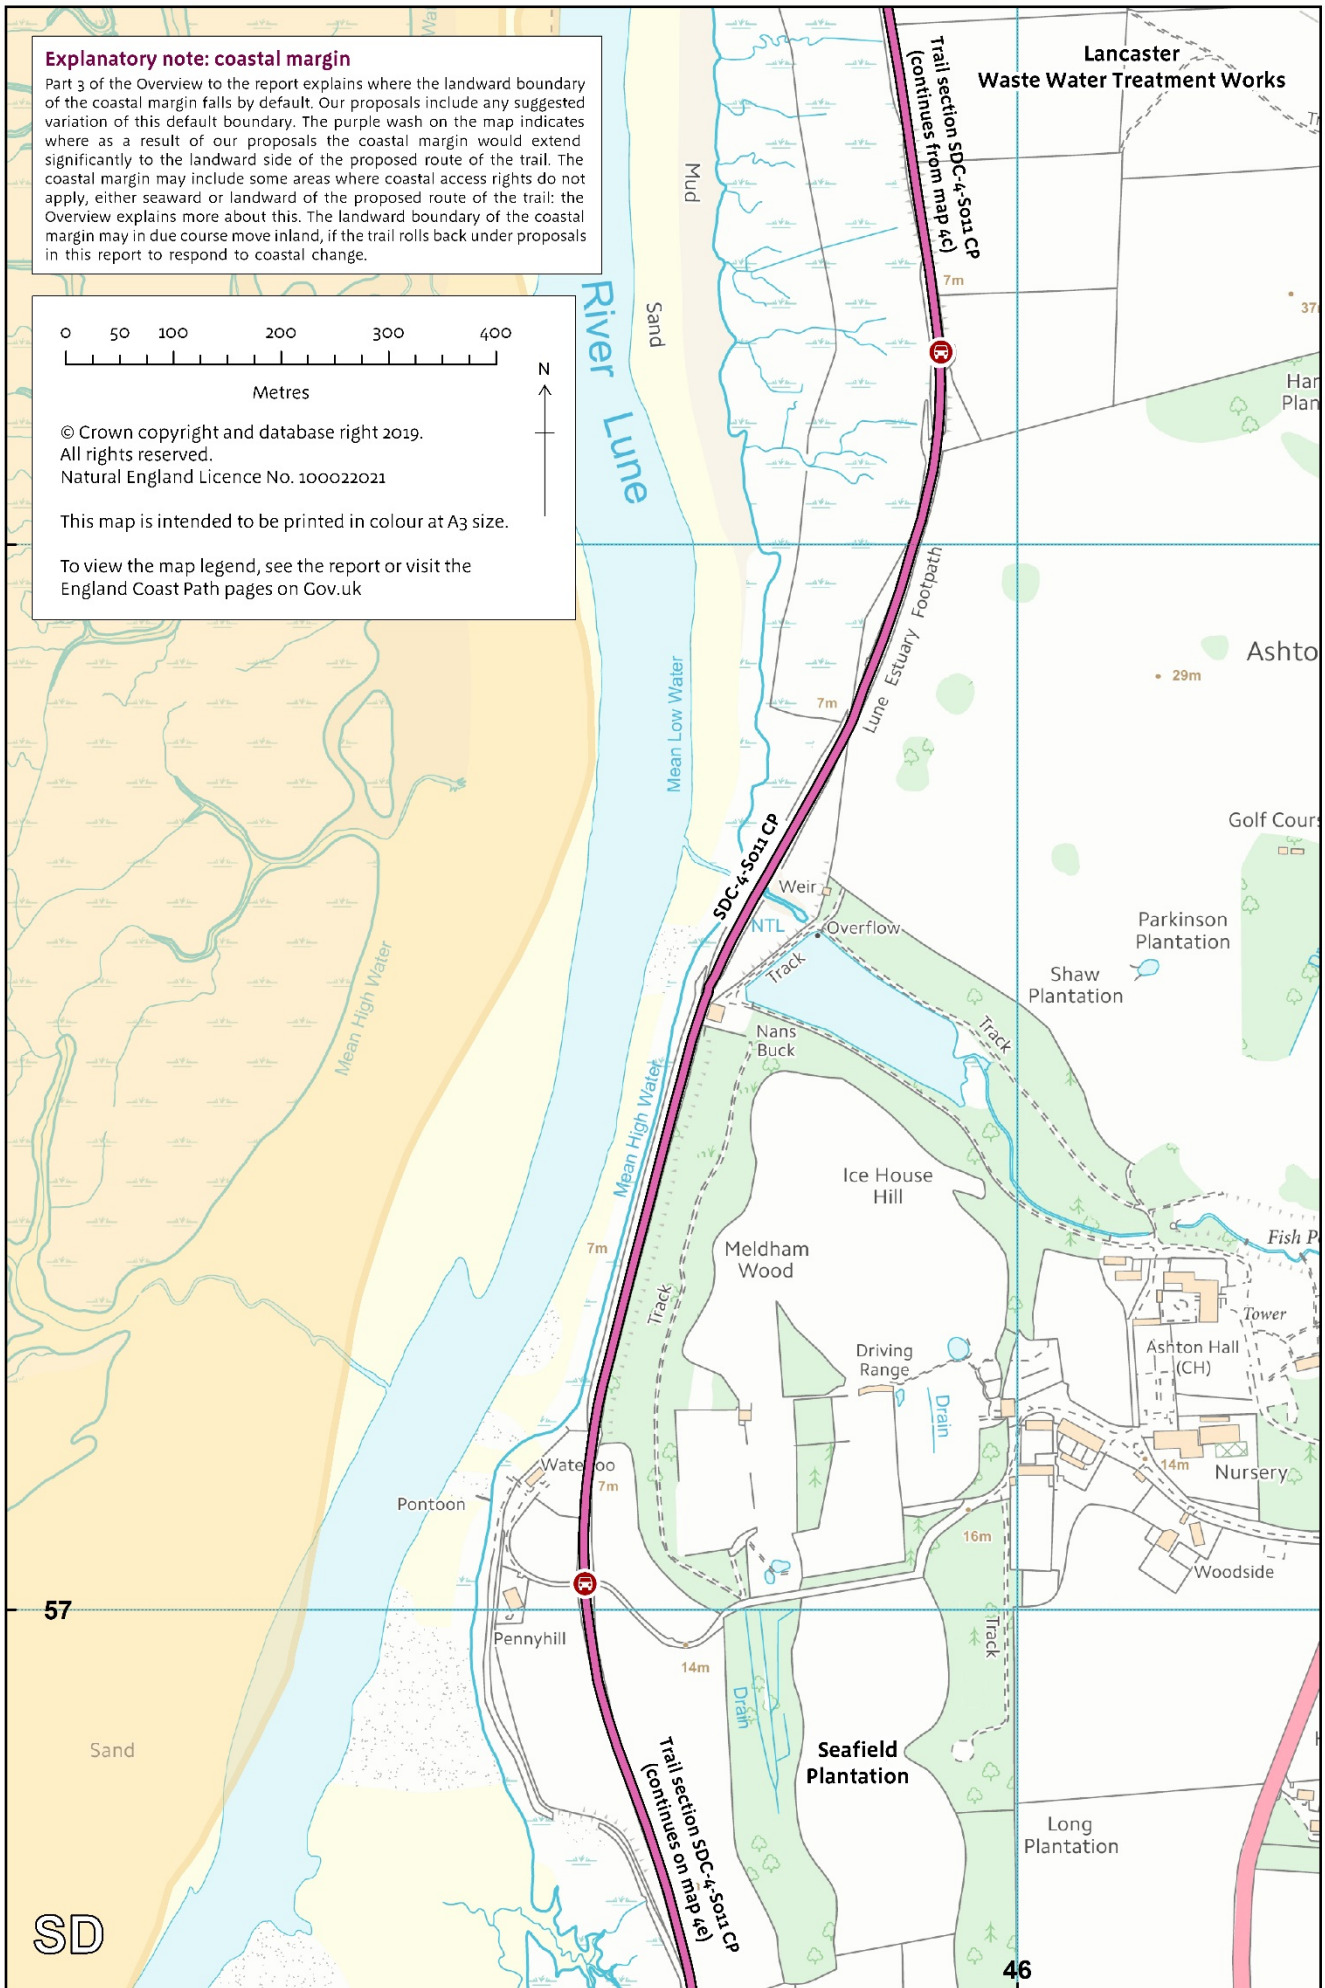 Explanatory note: coastal margin
Part 3 of the Overview to the report explains where the landward boundary
of the coastal margin falls by default. Our proposals include any suggested
variation of this default boundary. The purple wash on the map indicates
where as a result of our proposals the coastal margin would extend
significantly to the landward side of the proposed route of the trail. The
coastal margin may include some areas where coastal access rights do not
apply, either seaward or landward of the proposed route of the trail: the
Overview explains more about this. The landward boundary of the coastal
margin may in due course move inland, if the trail rolls back under proposals
in this report to respond to coastal change.
0 50 100 200 300 400
Metres
N
© Crown copyright and database right 2019.
All rights reserved.
Natural England Licence No. 100022021
This map is intended to be printed in colour at A3 size.
To view the map legend, see the report or visit the
England Coast Path pages on Gov.uk
Lancaster
Waste Water Treatment Works
Trail section SDC-4-S011 CP
(continues from map 4c)
Mud
Sand
River Lune
7m
37
Har
Plan
Lune Estuary Footpath
Ashto
29m
7m
Mean Low Water
Golf Cours
SDC-4-S011 CP
Weir
NTL
Overflow
Track
Parkinson
Plantation
Shaw
Plantation
Mean High Water
Nans
Buck
Track
Mean High Water
Ice House
Hill
Fish P
7m
Meldham
Wood
Track
Tower
Driving
Range
Ashton Hall
(CH)
Drain
Waterloo
7m
14m
Nursery
Pontoon
16m
Woodside
57
Pennyhill
Track
14m
Drain
Sand
Seafield
Plantation
Trail section SDC-4-S011 CP
(continues on map 4e)
Long
Plantation
SD
46